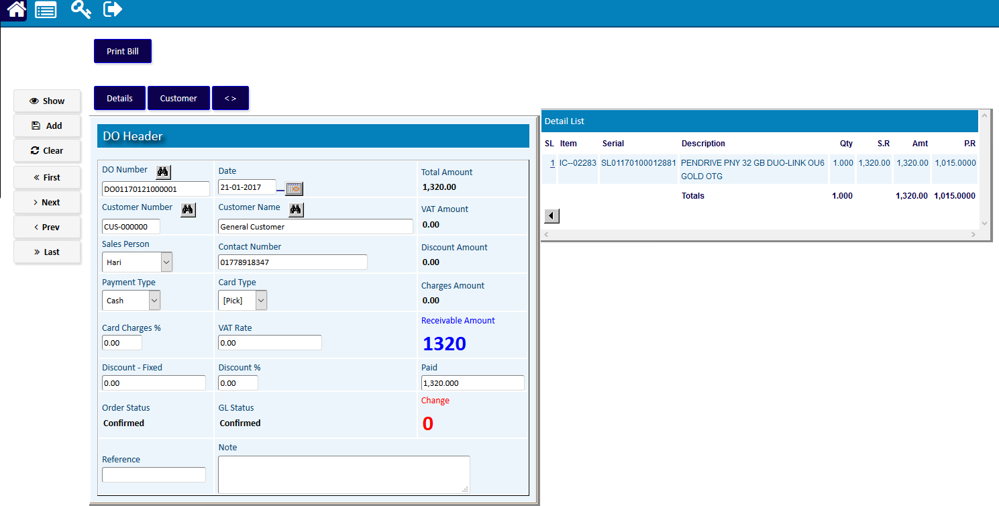 Print Bill
Details Customer < >
Show
Add
Clear
« First
> Next
< Prev
» Last
DO Header
DO Number Date Total Amount
DO01170121000001 21-01-2017 1,320.00
Customer Number Customer Name VAT Amount
CUS-000000 General Customer 0.00
Sales Person Contact Number Discount Amount
Hari 01778918347 0.00
Payment Type Card Type Charges Amount
Cash [Pick] 0.00
Card Charges % VAT Rate Receivable Amount
0.00 0.00 1320
Discount - Fixed Discount % Paid
0.00 0.00 1,320.000
Order Status GL Status Change
Confirmed Confirmed 0
Reference Note
Detail List
SL Item Serial Description Qty S.R Amt P.R
1 IC--02283 SL01170100012881 PENDRIVE PNY 32 GB DUO-LINK OU6 1.000 1,320.00 1,320.00 1,015.0000
GOLD OTG
Totals 1.000 1,320.00 1,015.0000